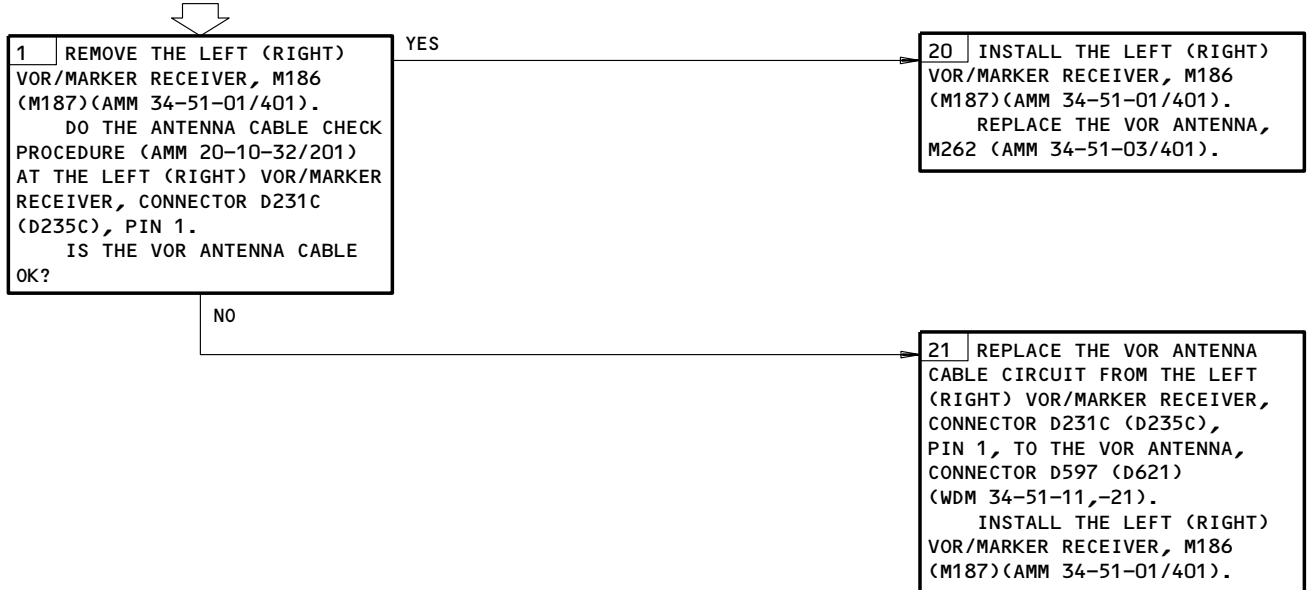 1 REMOVE THE LEFT (RIGHT)
VOR/MARKER RECEIVER, M186
(M187)(AMM 34-51-01/401).
DO THE ANTENNA CABLE CHECK
PROCEDURE (AMM 20-10-32/201)
AT THE LEFT (RIGHT) VOR/MARKER
RECEIVER, CONNECTOR D231C
(D235C), PIN 1.
IS THE VOR ANTENNA CABLE
OK?
YES
20 INSTALL THE LEFT (RIGHT)
VOR/MARKER RECEIVER, M186
(M187)(AMM 34-51-01/401).
REPLACE THE VOR ANTENNA,
M262 (AMM 34-51-03/401).
NO
21 REPLACE THE VOR ANTENNA
CABLE CIRCUIT FROM THE LEFT
(RIGHT) VOR/MARKER RECEIVER,
CONNECTOR D231C (D235C),
PIN 1, TO THE VOR ANTENNA,
CONNECTOR D597 (D621)
(WDM 34-51-11,-21).
INSTALL THE LEFT (RIGHT)
VOR/MARKER RECEIVER, M186
(M187)(AMM 34-51-01/401).